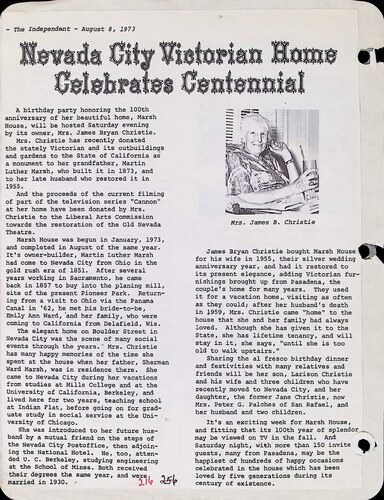 - The Independent - August 8, 1973
Nevada City Victorian Home
Celebrates Centennial
A birthday party honoring the 100th
anniversary of her beautiful home, Marsh
House, will be hosted Saturday evening
by its owner, Mrs. James Bryan Christie.
Mrs. Christie has recently donated
the stately Victorian and its outbuildings
and gardens to the State of California as
a monument to her grandfather, Martin
Luther Marsh, who built it in 1873, and
to her late husband who restored it in
1955.
And the proceeds of the current filming
of part of the television series "Cannon"
at her home have been donated by Mrs.
Christie to the Liberal Arts Commission
towards the restoration of the Old Nevada
Theatre.
Marsh House was begun January, 1973,
and completed in August of the same year.
It's owner-builder, Martin Luther Marsh
had come to Nevada City from Ohio in the
gold rush era of 1851. After several
years working in Sacramento, he came
back in 1857 to buy into the planing mill,
site of the present Pioneer Park. Return-
ing from a visit to Ohio via the Panama
Canal in '62, he met his bride-to-be,
Emily Ann Ward, and her family, who were
coming to California from Delafield, Wis.
The elegant home on Boulder Street in
Nevada City was the scene of many social
events through the years. Mrs. Christie
has many happy memories of the time she
spent at the house when her father, Sherman
Ward Marsh, was in residence there. She
came to Nevada City during her vacations
from studies at Mills College and at the
University of California, Berkeley, and
lived here for two years, teaching school
at Indian Flat, before going on for grad-
uate study in social service at the Uni-
versity of Chicago.
She was introduced to her future hus-
band by a mutual friend on the steps of
the Nevada City Postoffice, then adjoin-
ing the National Hotel. He, too, atten-
ded U. C. Berkeley, studying engineering
at the School of Mines. Both received
their degrees the same year, and were
married in 1930.
216 256
Mrs. James B. Christie
James Bryan Christie bought Marsh House
for his wife in 1955, their silver wedding
anniversary year, and had it restored to
its present elegance, adding Victorian fur-
nishings brought up from Pasadena, the
couple's home for many years. They used
it for a vacation home, visiting as often
as they could; after her husband's death
in 1959, Mrs. Christie came "home" to the
house that she and her family had always
loved. Although she has given it to the
State, she has lifetime tenancy, and will
stay in it, she says, "until she is too
old to walk upstairs."
Sharing the al fresco birthday dinner
and festivities with many relatives and
friends will be her son, Larison Christie
and his wife and three children who have
recently moved to Nevada City, and her
daughter, the former Jane Christie, now
Mrs. Peter G. Palches of San Rafael, and
her husband and two children.
It's an exciting week for Marsh House,
and fitting that its 100th year of splendor
may be viewed on TV in the fall. And
Saturday night, with more than 150 invited
guests, many from Pasadena, may be the
happiest of hundreds of happy occasions
celebrated in the house which has been
loved by five generations during its
century of existence.